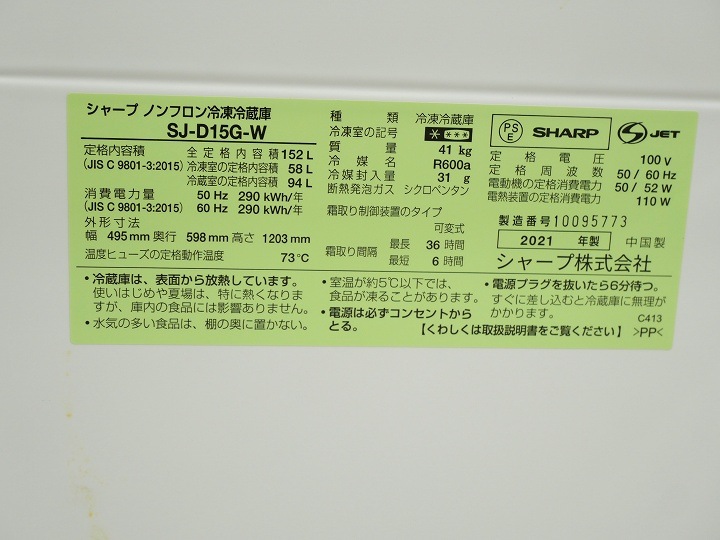 シャープ ノンフロン冷凍冷蔵庫
SJ-D15G-W
定格内容積 全定格内容積 152 L
(JIS C 9801-3:2015) 冷凍室の定格内容積 58 L
冷蔵室の定格内容積 94 L
消費電力量 50 Hz 290 kWh/年
(JIS C 9801-3:2015) 60 Hz 290 kWh/年
外形寸法
幅 495 mm 奥行 598 mm 高さ 1203 mm
温度ヒューズの定格動作温度 73 ℃
種類 冷凍冷蔵庫
冷凍室の記号 * ***
質量 41 kg
冷媒名 R600a
冷媒封入量 31 g
断熱発泡ガス シクロペンタン
霜取り制御装置のタイプ
可変式
霜取り間隔 最長 36 時間
最短 6 時間
PSE SHARP S JET
定格電圧 100 V
定格周波数 50 / 60 Hz
電動機の定格消費電力 50 / 52 W
電熱装置の定格消費電力 110 W
製造番号 10095773
2021 年製 中国製
シャープ株式会社
・冷蔵庫は、表面から放熱しています。
使いはじめや夏場は、特に熱くなりま
すが、庫内の食品には影響ありません。
・水気の多い食品は、棚の奥に置かない。
・室温が約5℃以下では、
食品が凍ることがあります。
・電源は必ずコンセントから
とる。
・電源プラグを抜いたら6分待つ。
すぐに差し込むと冷蔵庫に無理が
かかります。
C413
【くわしくは取扱説明書をご覧ください】 >PP<